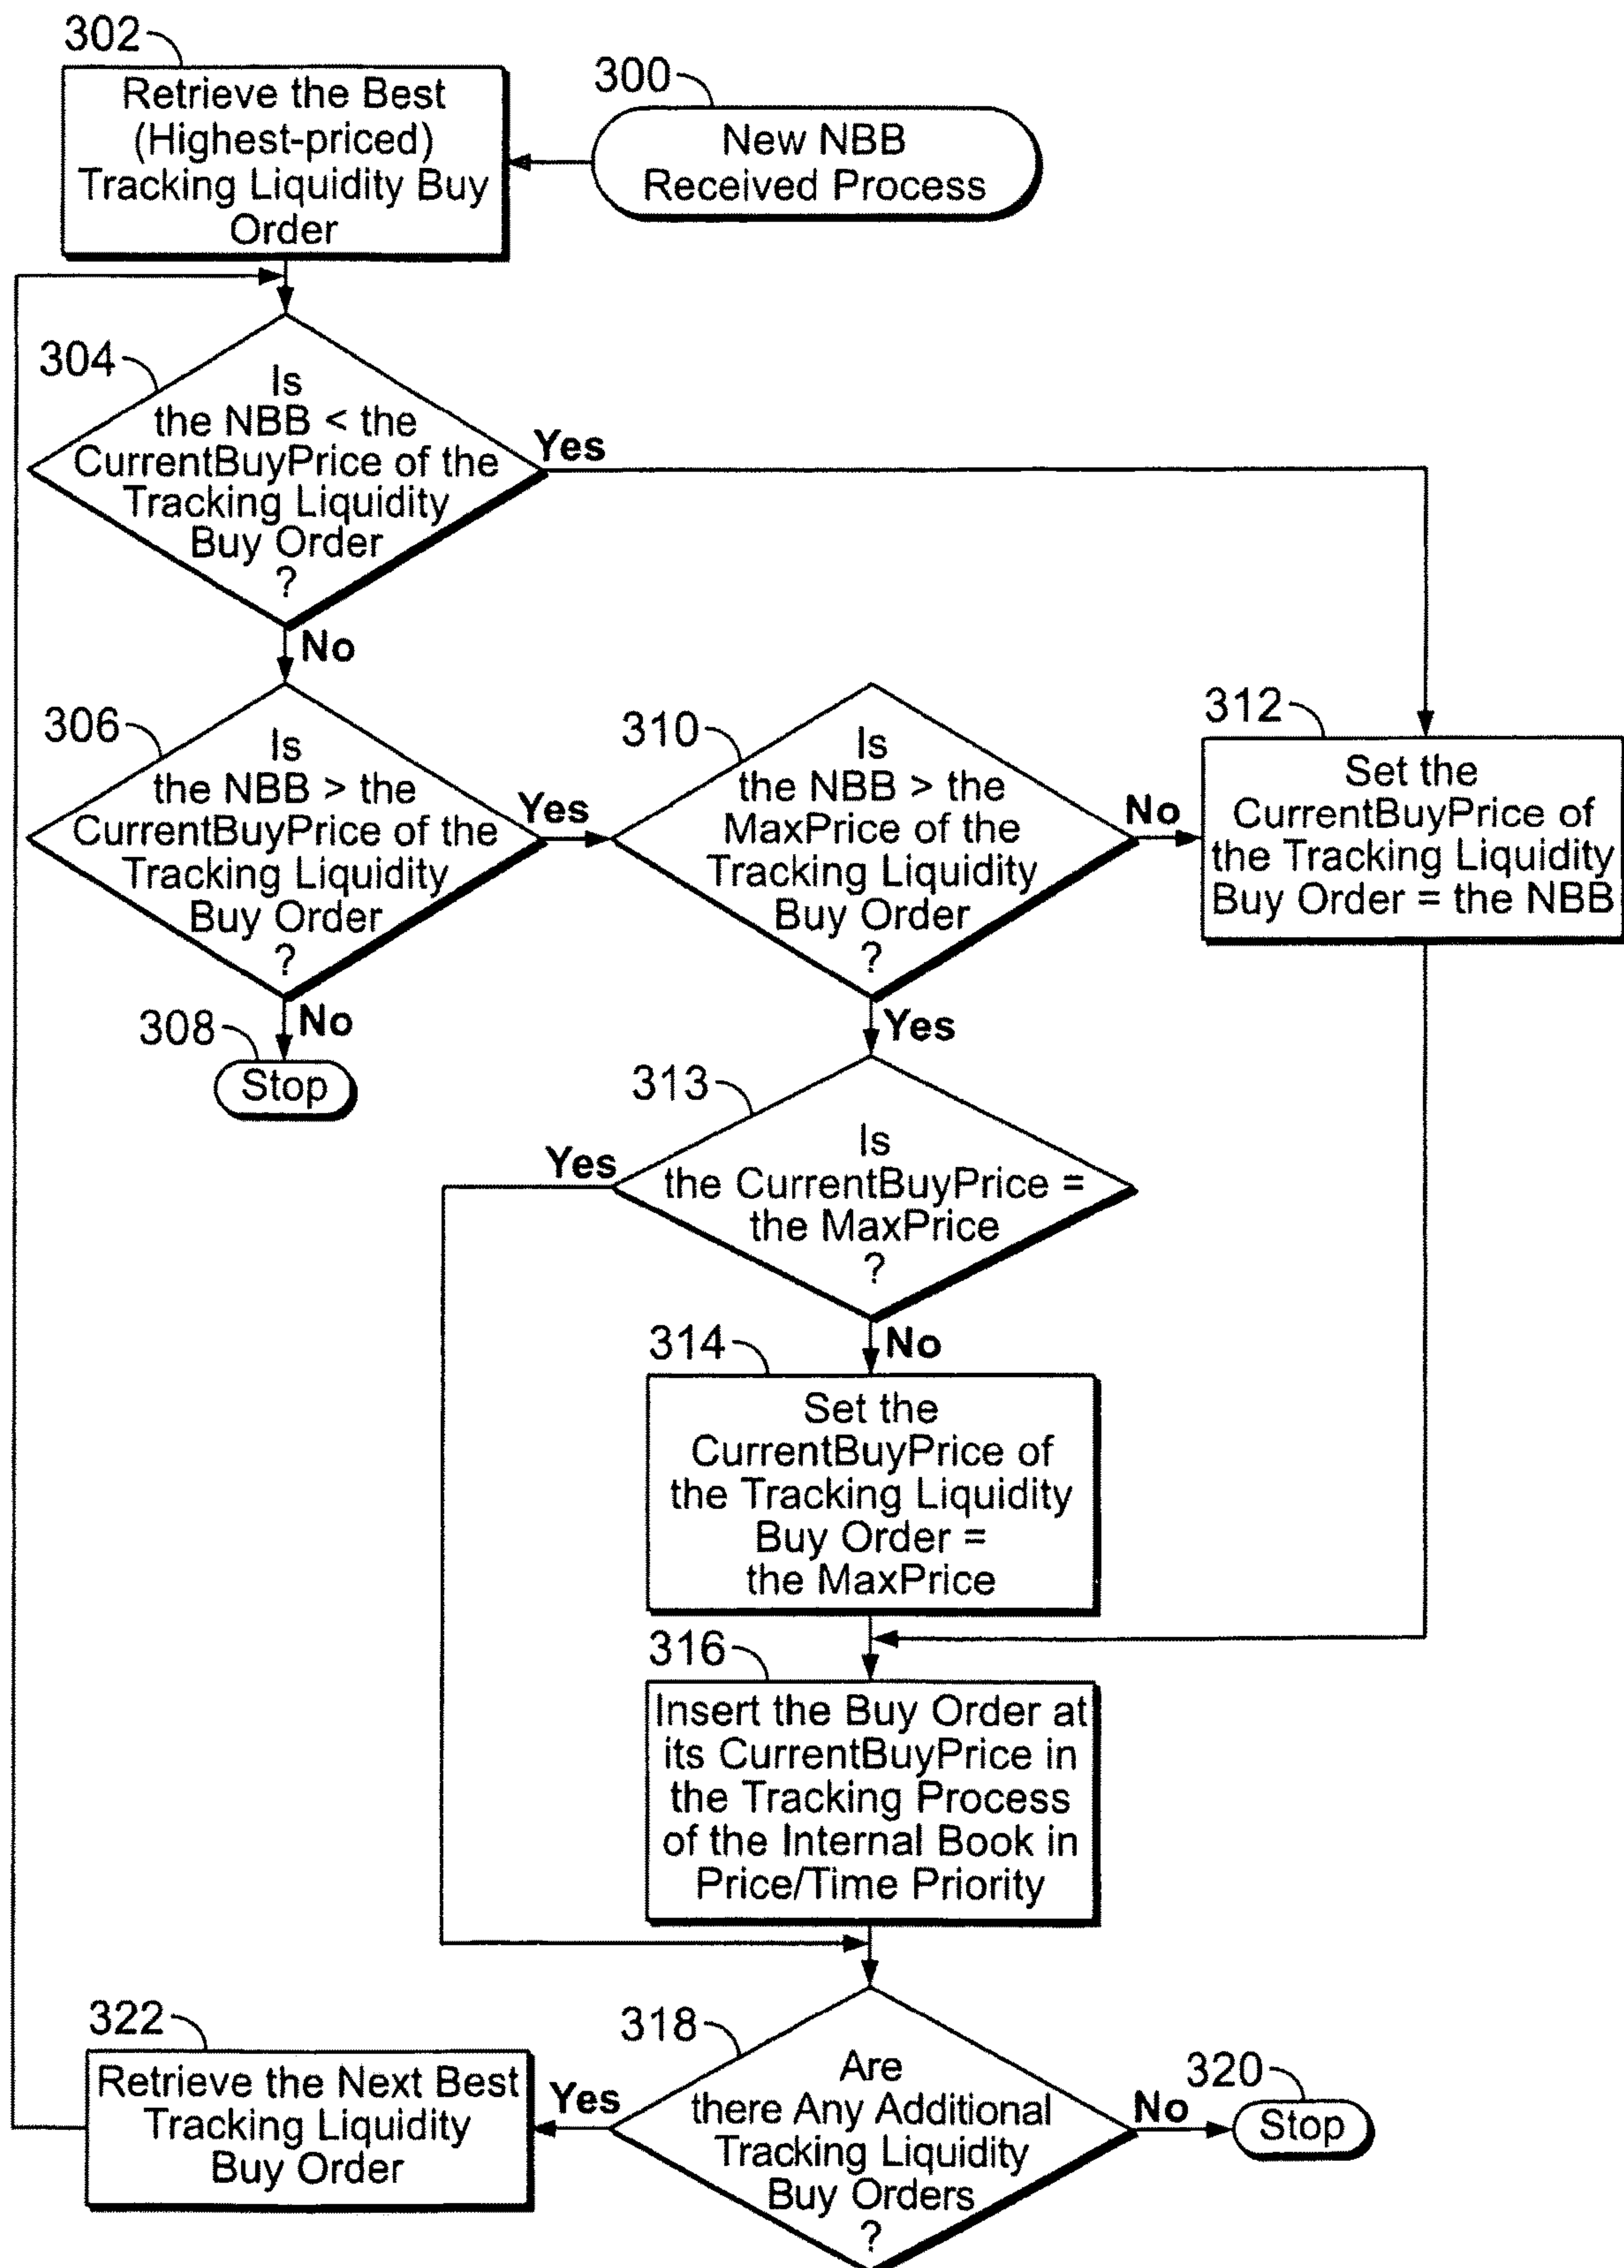 302
Retrieve the Best
(Highest-priced)
Tracking Liquidity Buy
Order
300
New NBB
Received Process
304
Is
the NBB < the
CurrentBuyPrice of the
Tracking Liquidity
Buy Order
?
Yes
No
306
Is
the NBB > the
CurrentBuyPrice of the
Tracking Liquidity
Buy Order
?
Yes
No
308
Stop
310
Is
the NBB > the
MaxPrice of the
Tracking Liquidity
Buy Order
?
No
Yes
312
Set the
CurrentBuyPrice of
the Tracking Liquidity
Buy Order = the NBB
313
Is
the CurrentBuyPrice =
the MaxPrice
?
Yes
No
314
Set the
CurrentBuyPrice of
the Tracking Liquidity
Buy Order =
the MaxPrice
316
Insert the Buy Order at
its CurrentBuyPrice in
the Tracking Process
of the Internal Book in
Price/Time Priority
318
Are
there Any Additional
Tracking Liquidity
Buy Orders
?
Yes
No
320
Stop
322
Retrieve the Next Best
Tracking Liquidity
Buy Order